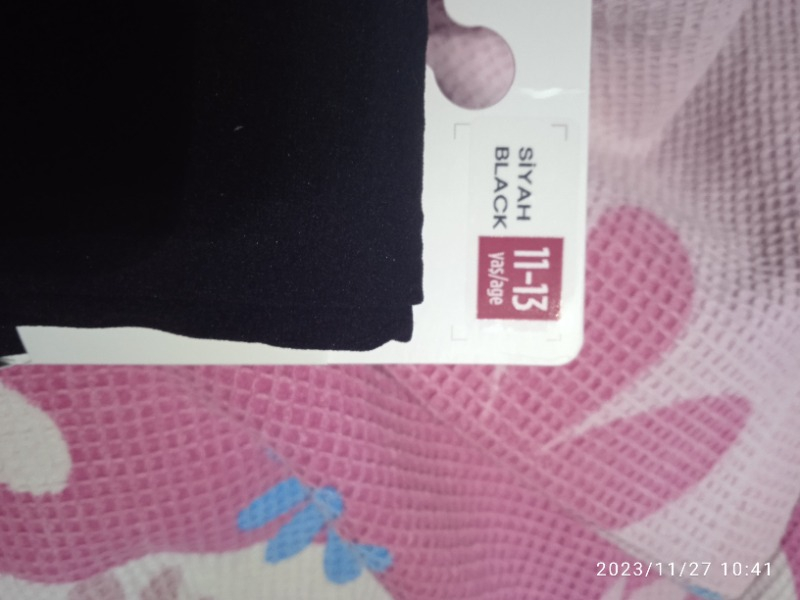 SİYAH
BLACK
11-13
yaş/age
2023/11/27 10:41